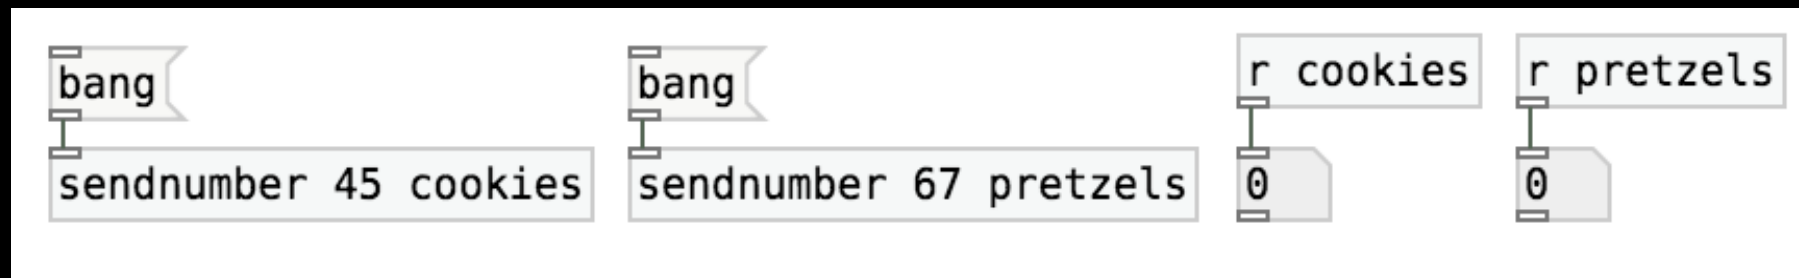 bang
sendnumber 45 cookies
bang
sendnumber 67 pretzels
r cookies
0
r pretzels
0